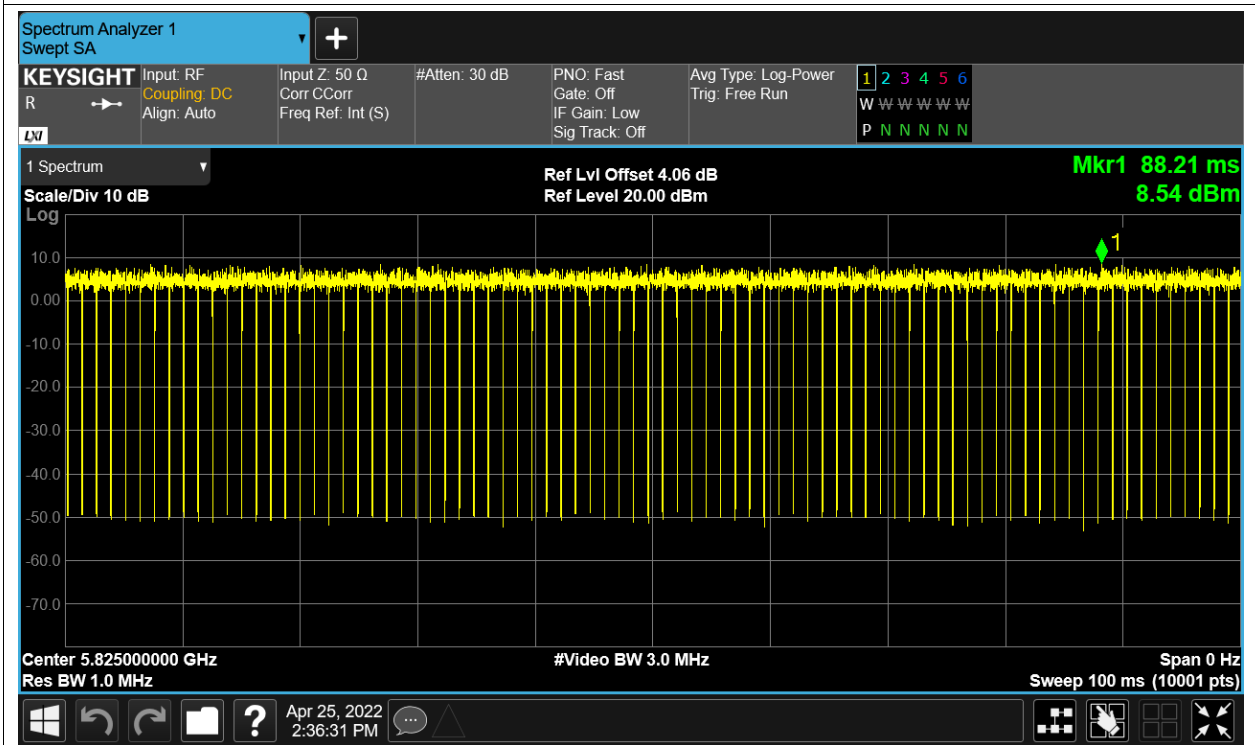 Spectrum Analyzer 1
Swept SA
KEYSIGHT
R
LXI
Input: RF
Coupling: DC
Align: Auto
Input Z: 50 Ω
Corr CCorr
Freq Ref: Int (S)
#Atten: 30 dB
PNO: Fast
Gate: Off
IF Gain: Low
Sig Track: Off
Avg Type: Log-Power
Trig: Free Run
1 2 3 4 5 6
W W W W W W
P N N N N N
1 Spectrum
Scale/Div 10 dB
Log
Ref Lvl Offset 4.06 dB
Ref Level 20.00 dBm
Mkr1 88.21 ms
8.54 dBm
1
10.0
0.00
-10.0
-20.0
-30.0
-40.0
-50.0
-60.0
-70.0
Center 5.825000000 GHz
Res BW 1.0 MHz
#Video BW 3.0 MHz
Span 0 Hz
Sweep 100 ms (10001 pts)
?
Apr 25, 2022
2:36:31 PM